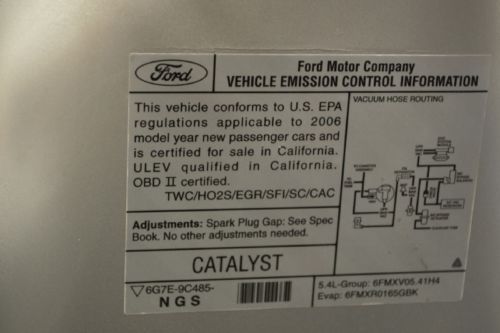 Ford
Ford Motor Company
VEHICLE EMISSION CONTROL INFORMATION
This vehicle conforms to U.S. EPA
regulations applicable to 2006
model year new passenger cars and
is certified for sale in California.
ULEV qualified in California.
OBD II certified.
TWC/HO2S/EGR/SFI/SC/CAC
VACUUM HOSE ROUTING
Adjustments: Spark Plug Gap: See Spec
Book. No other adjustments needed.
CATALYST
6G7E-9C485-
NGS
5.4L-Group: 6FMXV05.41H4
Evap: 6FMXR0165GBK